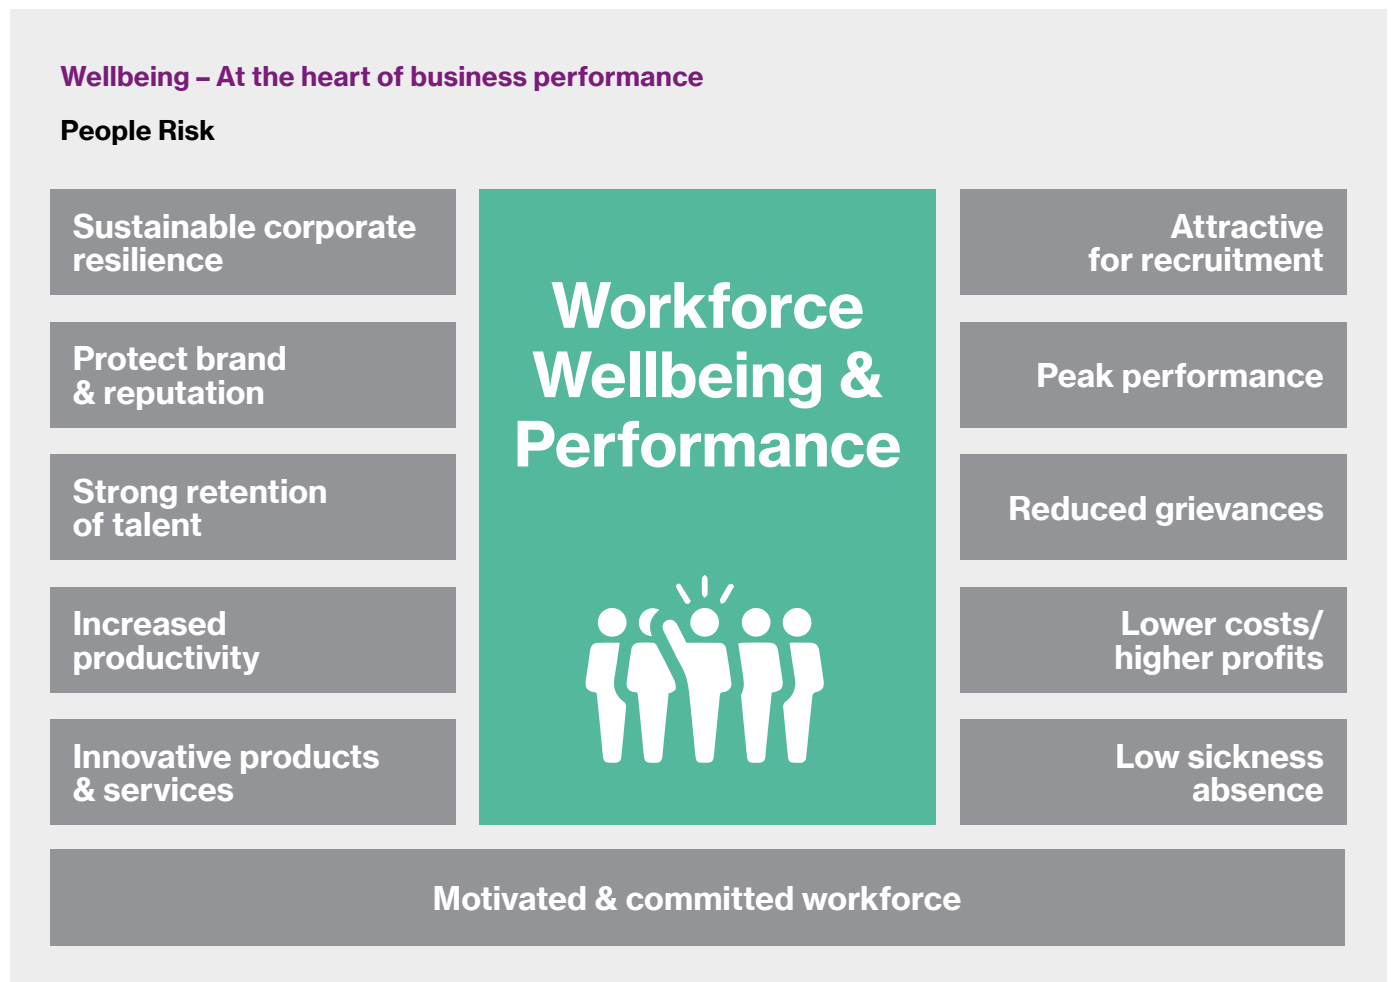 Wellbeing – At the heart of business performance
People Risk
Sustainable corporate
resilience
Protect brand
& reputation
Strong retention
of talent
Increased
productivity
Innovative products
& services
Workforce
Wellbeing &
Performance
Attractive
for recruitment
Peak performance
Reduced grievances
Lower costs/
higher profits
Low sickness
absence
Motivated & committed workforce